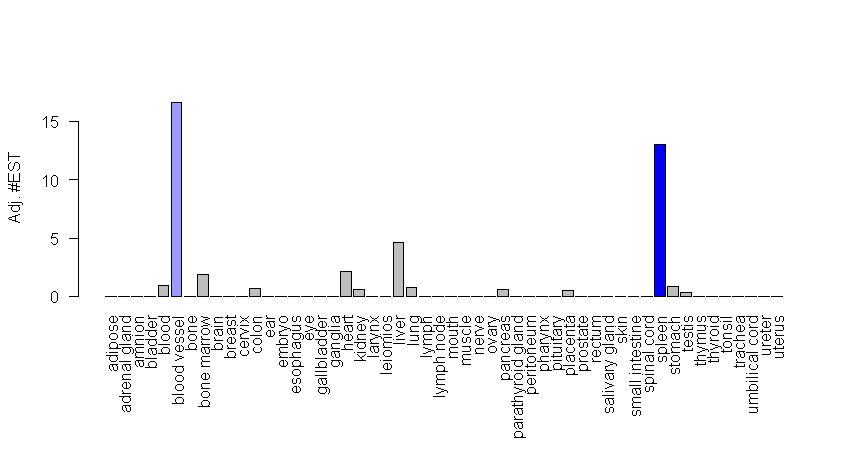 Adj. #EST
15
10
5
0
adipose
adrenal gland
amnion
bladder
blood
blood vessel
bone
bone marrow
brain
breast
cervix
colon
ear
embryo
esophagus
eye
gallbladder
ganglia
heart
kidney
larynx
leiomios
liver
lung
lymph
lymph node
mouth
muscle
nerve
ovary
pancreas
parathyroid gland
peritoneum
pharynx
pituitary
placenta
prostate
rectum
salivary gland
skin
small intestine
spinal cord
spleen
stomach
testis
thymus
thyroid
tonsil
trachea
umbilical cord
ureter
uterus